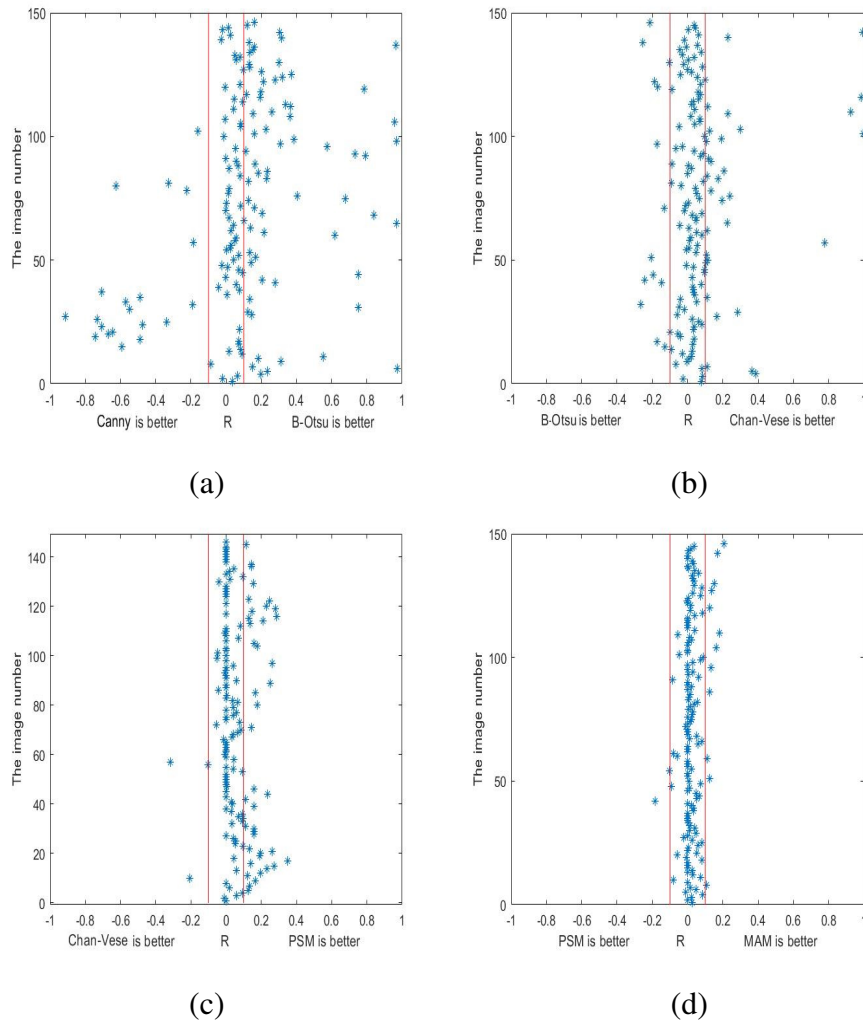 150
100
50
0
The image number
-1 -0.8 -0.6 -0.4 -0.2 0 0.2 0.4 0.6 0.8 1
Canny is better R B-Otsu is better
(a)
150
100
50
0
The image number
-1 -0.8 -0.6 -0.4 -0.2 0 0.2 0.4 0.6 0.8 1
B-Otsu is better R Chan-Vese is better
(b)
140
120
100
80
60
40
20
0
The image number
-1 -0.8 -0.6 -0.4 -0.2 0 0.2 0.4 0.6 0.8 1
Chan-Vese is better R PSM is better
(c)
150
100
50
0
The image number
-1 -0.8 -0.6 -0.4 -0.2 0 0.2 0.4 0.6 0.8 1
PSM is better R MAM is better
(d)